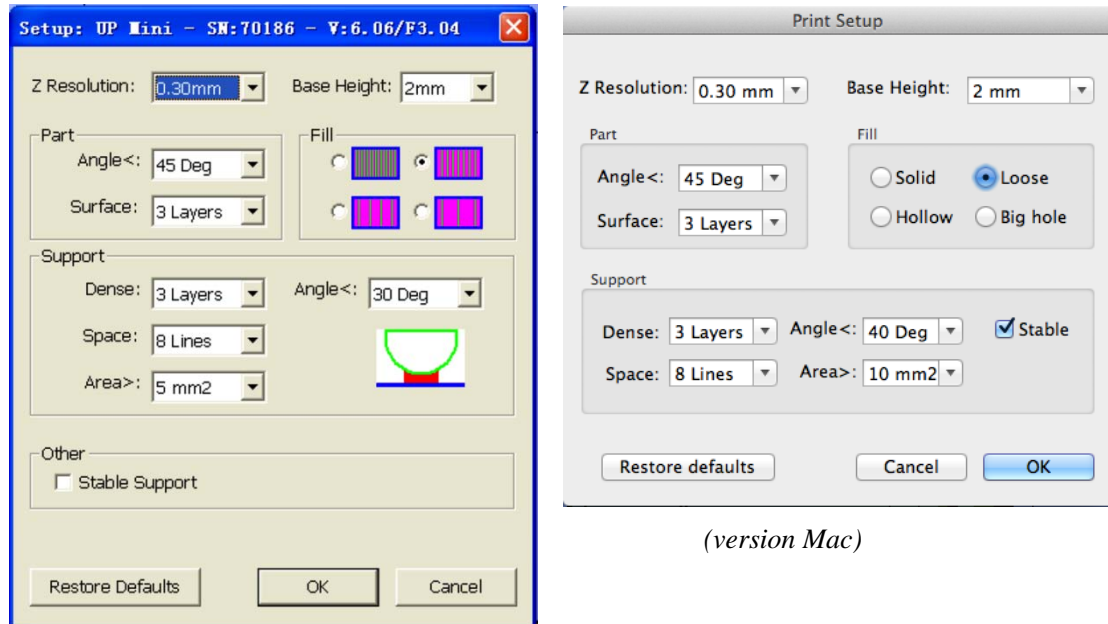 Setup: UP Mini - SN:70186 - V:6.06/F3.04
Z Resolution: 0.30mm Base Height: 2mm
Part Fill
Angle<: 45 Deg
Surface: 3 Layers
Support
Dense: 3 Layers Angle<: 30 Deg
Space: 8 Lines
Area>: 5 mm2
Other
Stable Support
Restore Defaults OK Cancel
Print Setup
Z Resolution: 0.30 mm Base Height: 2 mm
Part Fill
Angle<: 45 Deg Solid Loose
Surface: 3 Layers Hollow Big hole
Support
Dense: 3 Layers Angle<: 40 Deg Stable
Space: 8 Lines Area>: 10 mm2
Restore defaults Cancel OK
(version Mac)